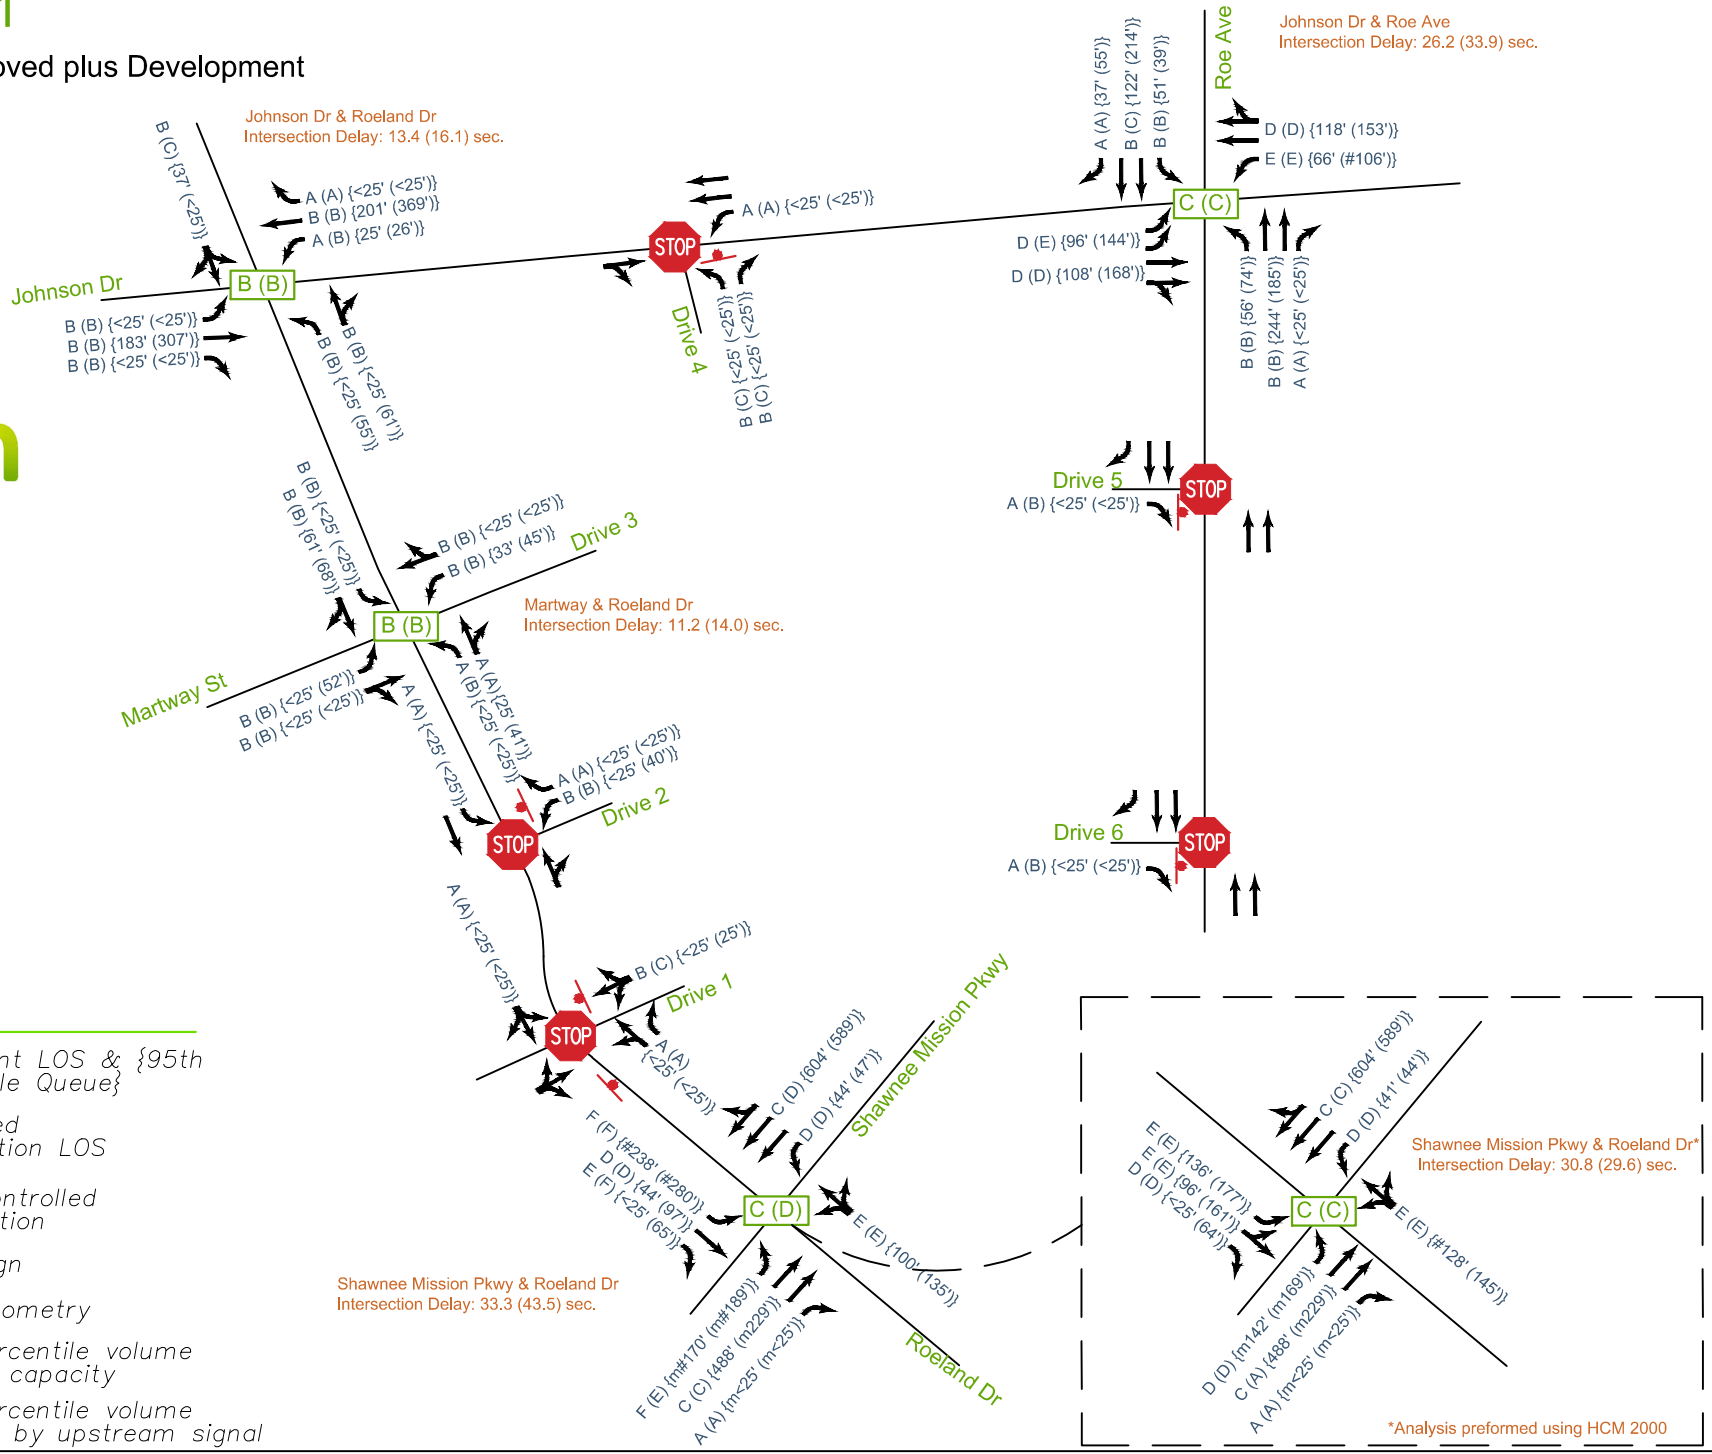 oved plus Development
Johnson Dr & Roeland Dr
Intersection Delay: 13.4 (16.1) sec.
Johnson Dr & Roe Ave
Intersection Delay: 26.2 (33.9) sec.
Roe Ave
A (A) {37' (55')}
B (C) {122' (214')}
B (B) {51' (39')}
D (D) {118' (153')}
E (E) {66' (#106')}
C (C)
D (E) {96' (144')}
D (D) {108' (168')}
B (B) {56' (74')}
B (B) {244' (185')}
A (A) {<25' (<25')}
B (C) {37' (<25')}
A (A) {<25' (<25')}
B (B) {201' (369')}
A (B) {25' (26')}
A (A) {<25' (<25')}
STOP
Johnson Dr
B (B)
B (B) {<25' (<25')}
B (B) {183' (307')}
B (B) {<25' (<25')}
B (B) {<25' (61')}
B (B) {<25' (55')}
Drive 4
B (C) {<25' (<25')}
B (C) {<25' (<25')}
Drive 5
STOP
A (B) {<25' (<25')}
B (B) {<25' (<25')}
B (B) {61' (68')}
B (B) {<25' (<25')}
B (B) {33' (45')}
Drive 3
Martway & Roeland Dr
Intersection Delay: 11.2 (14.0) sec.
B (B)
Martway St
B (B) {<25' (52')}
B (B) {<25' (<25')}
A (A) {25' (41')}
A (B) {<25' (<25')}
A (A) {<25' (<25')}
A (A) {<25' (<25')}
B (B) {<25' (40')}
Drive 2
STOP
Drive 6
STOP
A (B) {<25' (<25')}
A (A) {<25' (<25')}
B (C) {<25' (25')}
Drive 1
STOP
A (A)
{<25' (<25')}
Shawnee Mission Pkwy
C (D) {604' (589')}
D (D) {44' (47')}
F (F) {#238' (#280')}
D (D) {44' (97')}
E (F) {<25' (65')}
C (D)
E (E) {100' (135')}
Shawnee Mission Pkwy & Roeland Dr
Intersection Delay: 33.3 (43.5) sec.
F (E) {m#170' (m#189')}
C (C) {488' (m229')}
A (A) {m<25' (m<25')}
Roeland Dr
C (C) {604' (589')}
D (D) {41' (44')}
Shawnee Mission Pkwy & Roeland Dr*
Intersection Delay: 30.8 (29.6) sec.
E (E) {136' (177')}
E (E) {96' (161')}
D (D) {<25' (64')}
C (C)
E (E) {#128' (145')}
D (D) {m142' (m169')}
C (A) {488' (m229')}
A (A) {m<25' (m<25')}
*Analysis preformed using HCM 2000
nt LOS & {95th
le Queue}
ed
tion LOS
ontrolled
tion
gn
ometry
rcentile volume
capacity
rcentile volume
by upstream signal